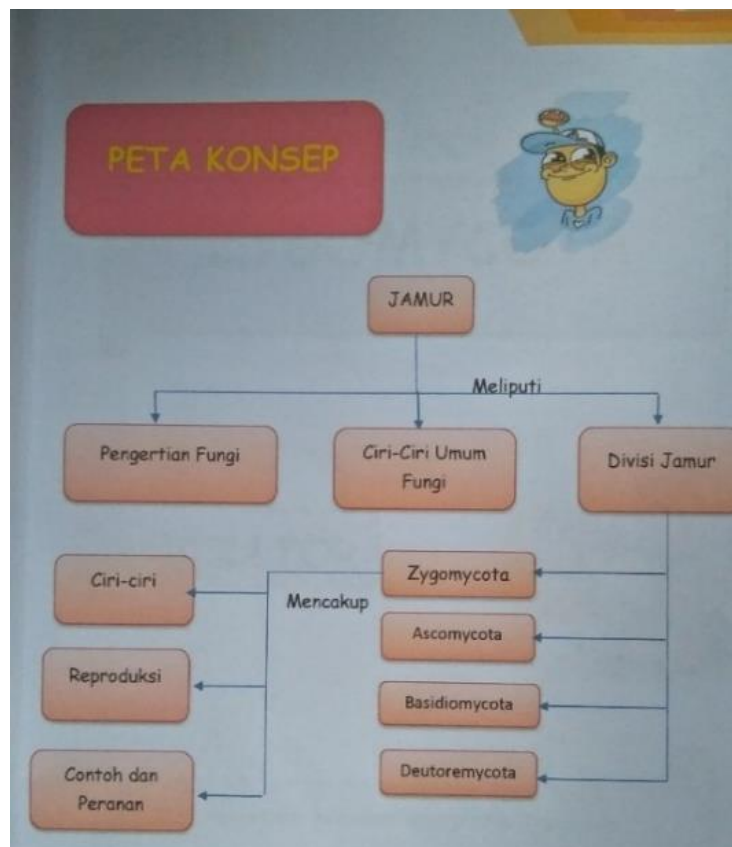 PETA KONSEP
JAMUR
Meliputi
Pengertian Fungi
Ciri-Ciri Umum
Fungi
Divisi Jamur
Ciri-ciri
Zygomycota
Mencakup
Ascomycota
Reproduksi
Basidiomycota
Contoh dan
Peranan
Deutoremycota